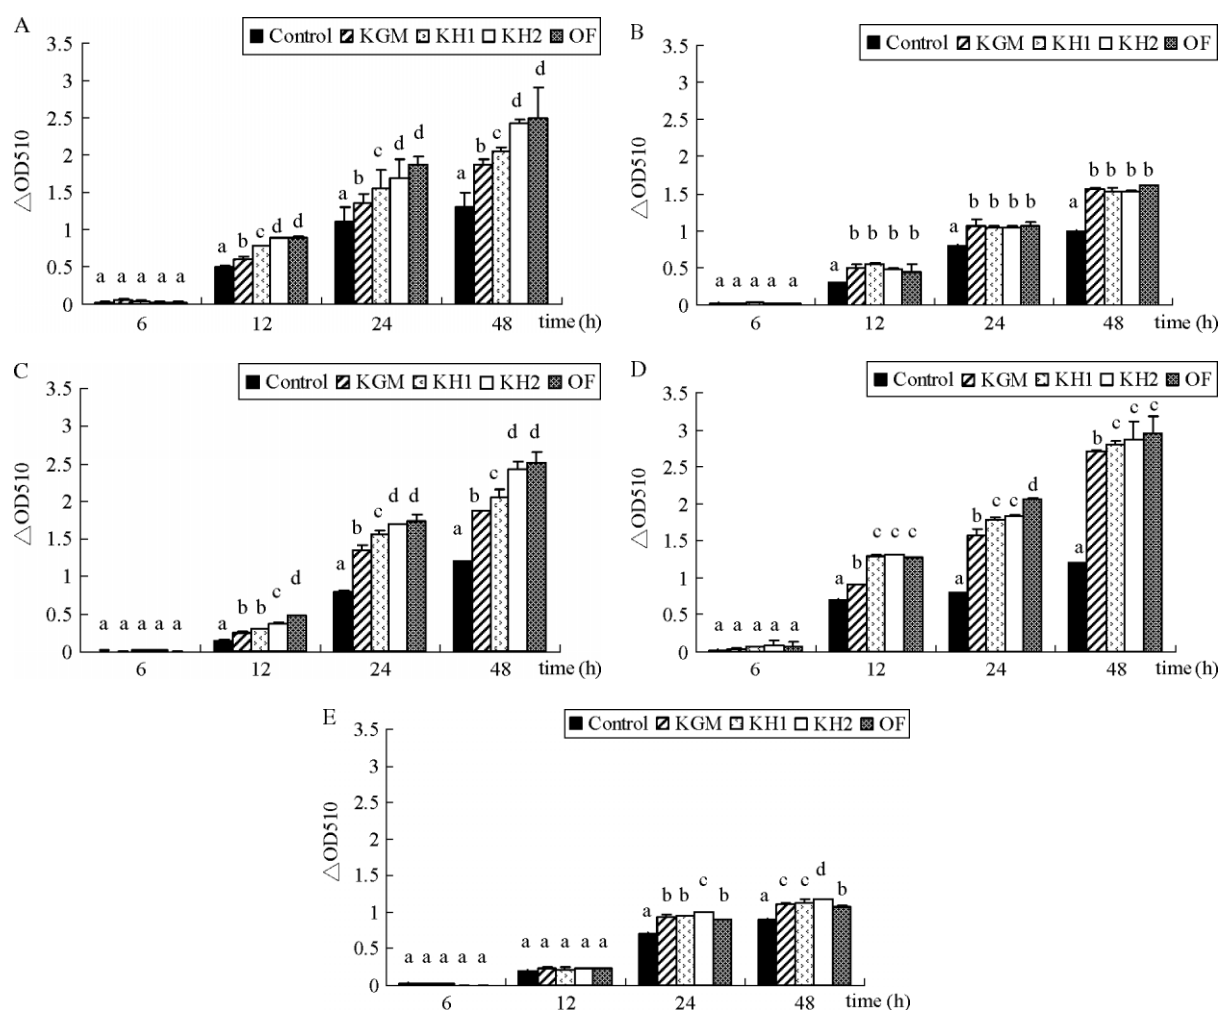 A
Control KGM KH1 KH2 OF
△OD510
3.5
3
2.5
2
1.5
1
0.5
0
a a a a a
a b c d d
a b c d d
a b c d d
6 12 24 48 time (h)
B
Control KGM KH1 KH2 OF
△OD510
3.5
3
2.5
2
1.5
1
0.5
0
a a a a a
a b b b b
a b b b b
a b b b b
6 12 24 48 time (h)
C
Control KGM KH1 KH2 OF
△OD510
3.5
3
2.5
2
1.5
1
0.5
0
a a a a a
a b b c d
a b c d d
a b c d d
6 12 24 48 time (h)
D
Control KGM KH1 KH2 OF
△OD510
3.5
3
2.5
2
1.5
1
0.5
0
a a a a a
a b c c c
a b c c d
a b c c c
6 12 24 48 time (h)
E
Control KGM KH1 KH2 OF
△OD510
3.5
3
2.5
2
1.5
1
0.5
0
a a a a a
a a a a a
a b b c b
a c c d b
6 12 24 48 time (h)